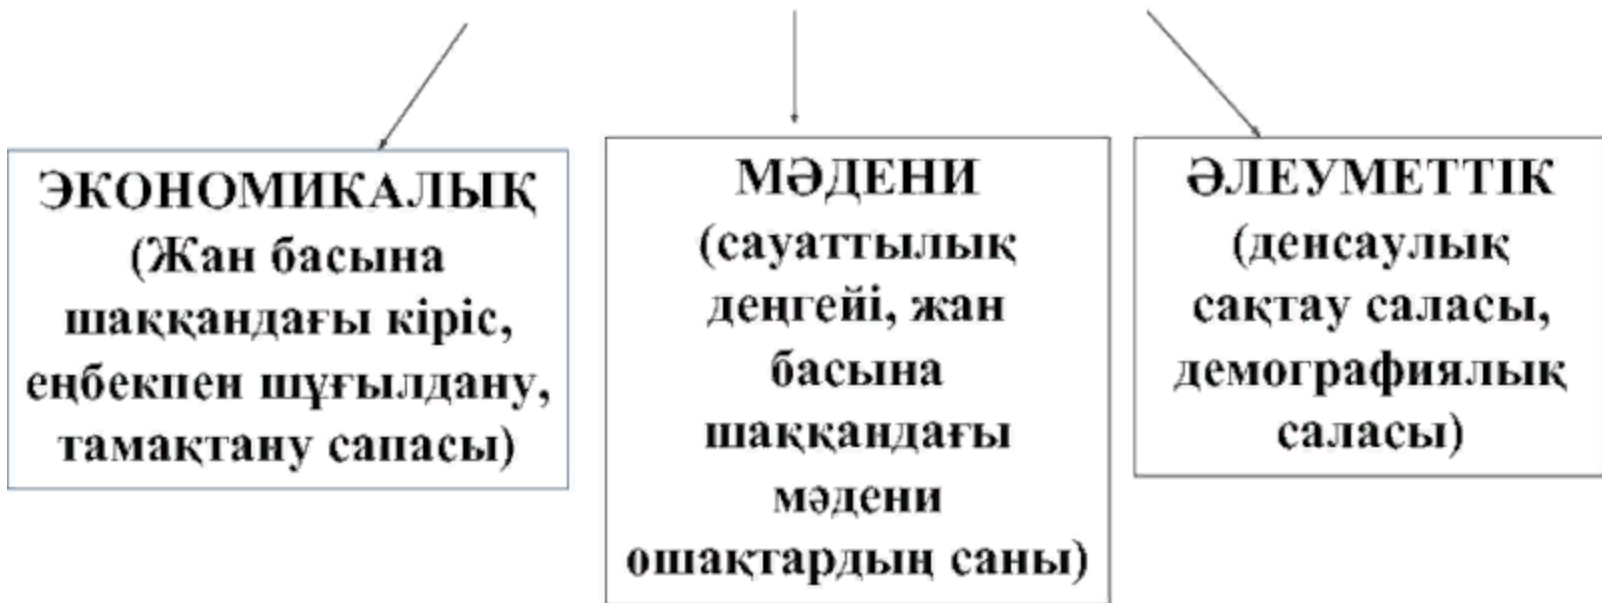 ЭКОНОМИКАЛЫҚ
(Жан басына
шаққандағы кіріс,
еңбекпен шұғылдану,
тамақтану сапасы)
МӘДЕНИ
(сауаттылық
деңгейі, жан
басына
шаққандағы
мәдени
ошақтардың саны)
ӘЛЕУМЕТТІК
(денсаулық
сақтау саласы,
демографиялық
саласы)